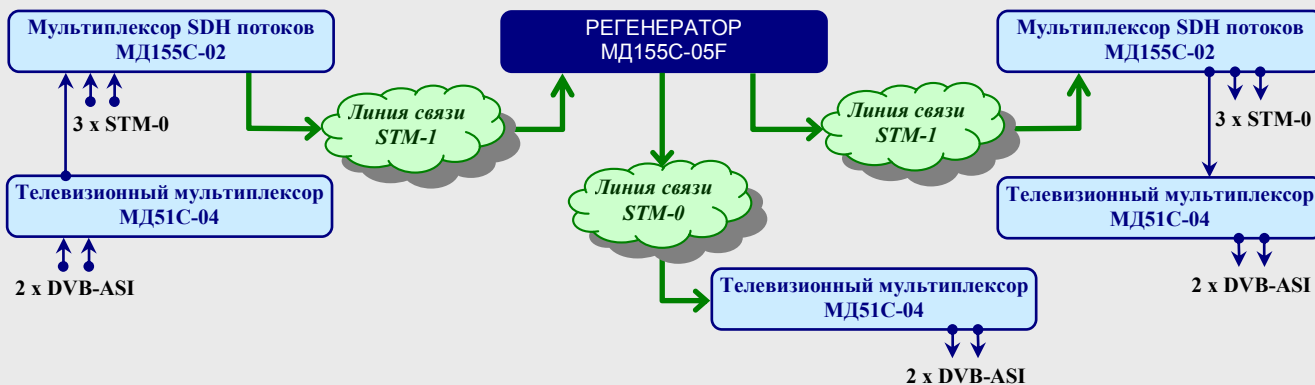 Мультиплексор SDH потоков
МД155С-02
3 x STM-0
Телевизионный мультиплексор
МД51С-04
2 x DVB-ASI
Линия связи
STM-1
РЕГЕНЕРАТОР
МД155С-05F
Линия связи
STM-0
Телевизионный мультиплексор
МД51С-04
2 x DVB-ASI
Линия связи
STM-1
Мультиплексор SDH потоков
МД155С-02
3 x STM-0
Телевизионный мультиплексор
МД51С-04
2 x DVB-ASI